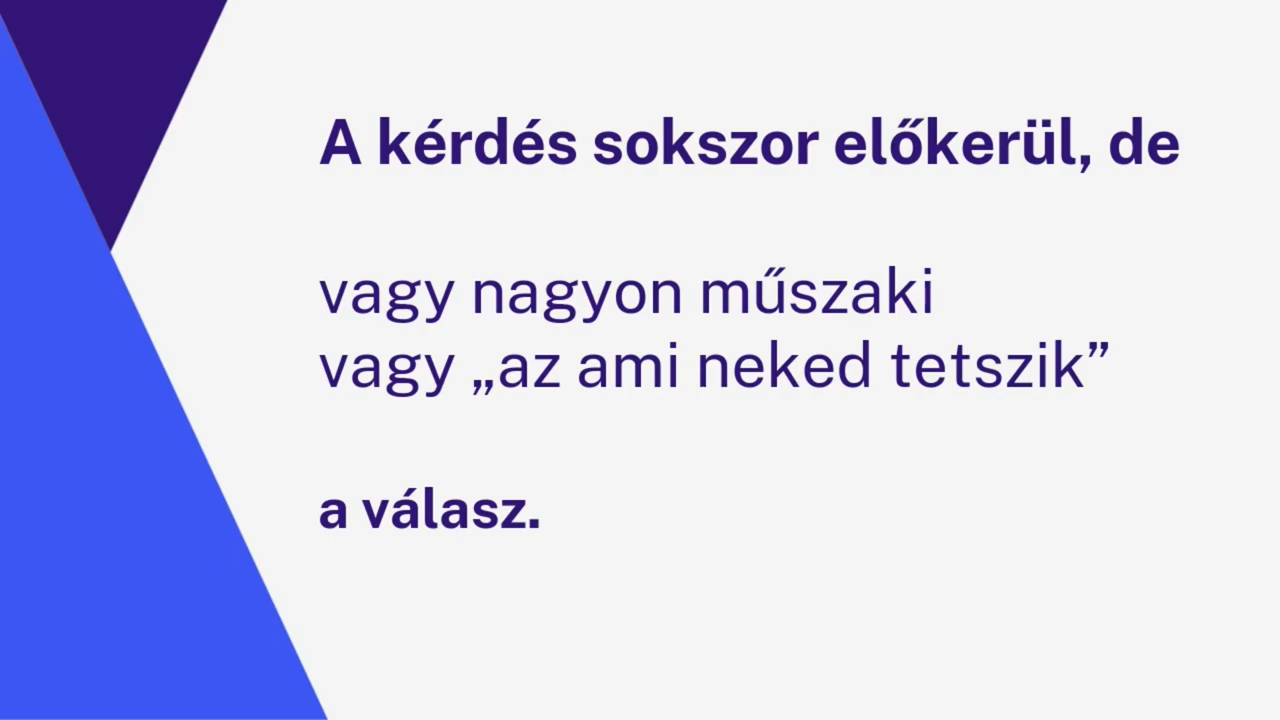 A kérdés sokszor előkerül, de
vagy nagyon műszaki
vagy „az ami neked tetszik”
a válasz.